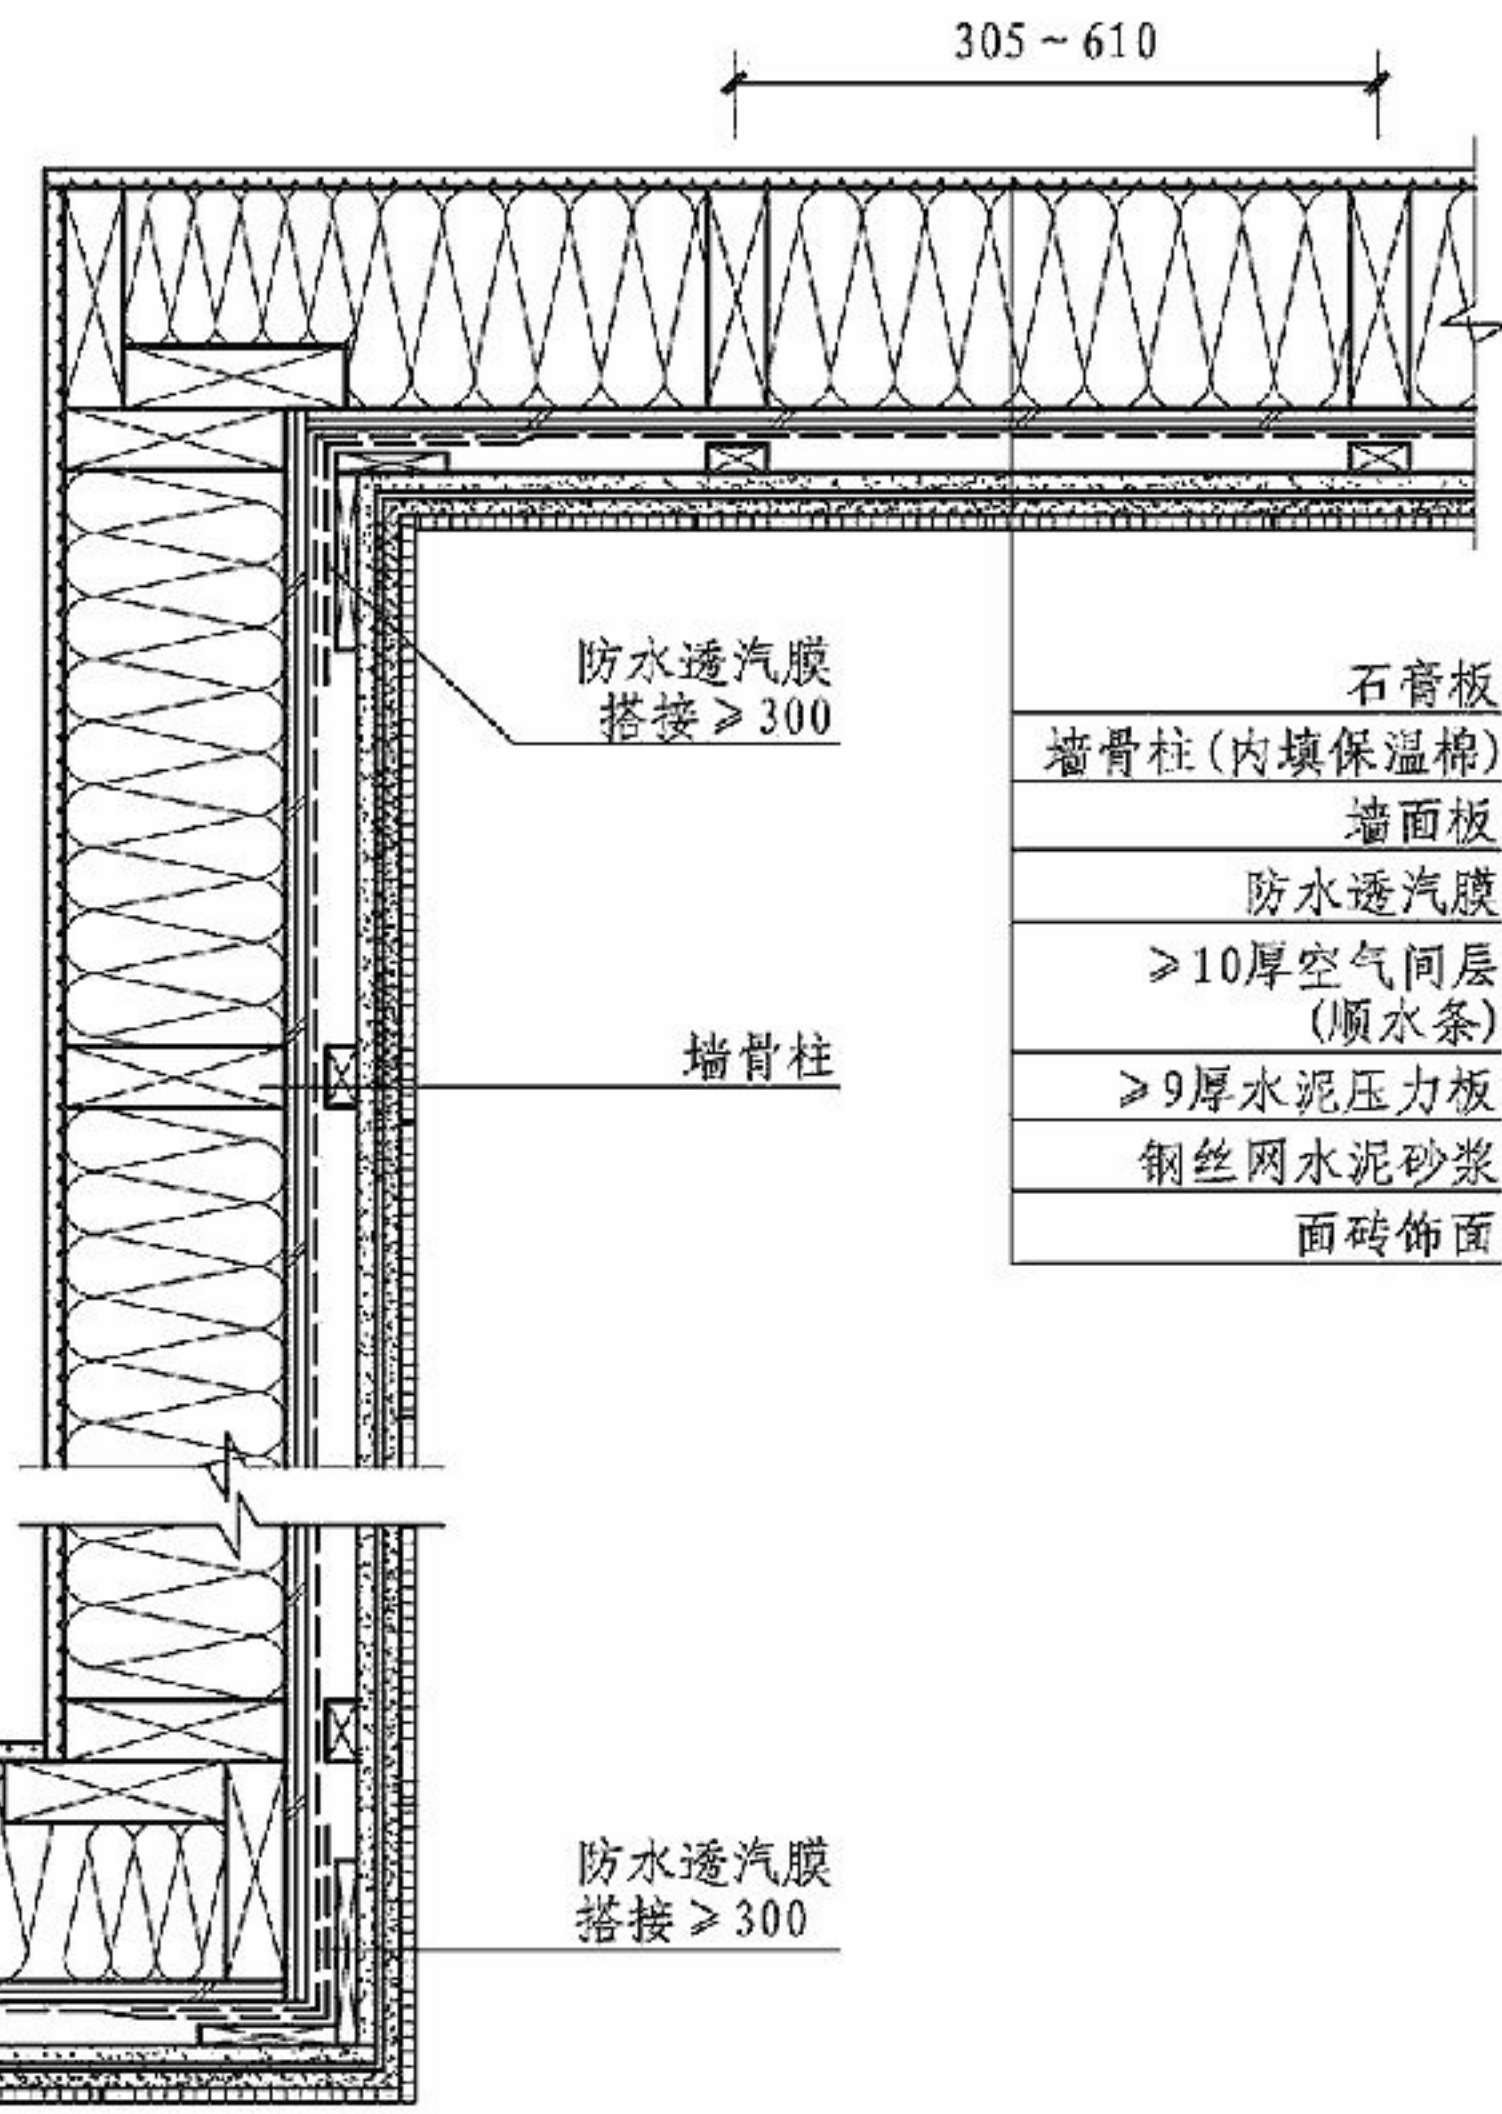 305~610
防水透汽膜
搭接≥300
石膏板
墙骨柱(内填保温棉)
墙面板
防水透汽膜
≥10厚空气间层
(顺水条)
墙骨柱
≥9厚水泥压力板
钢丝网水泥砂浆
面砖饰面
防水透汽膜
搭接≥300